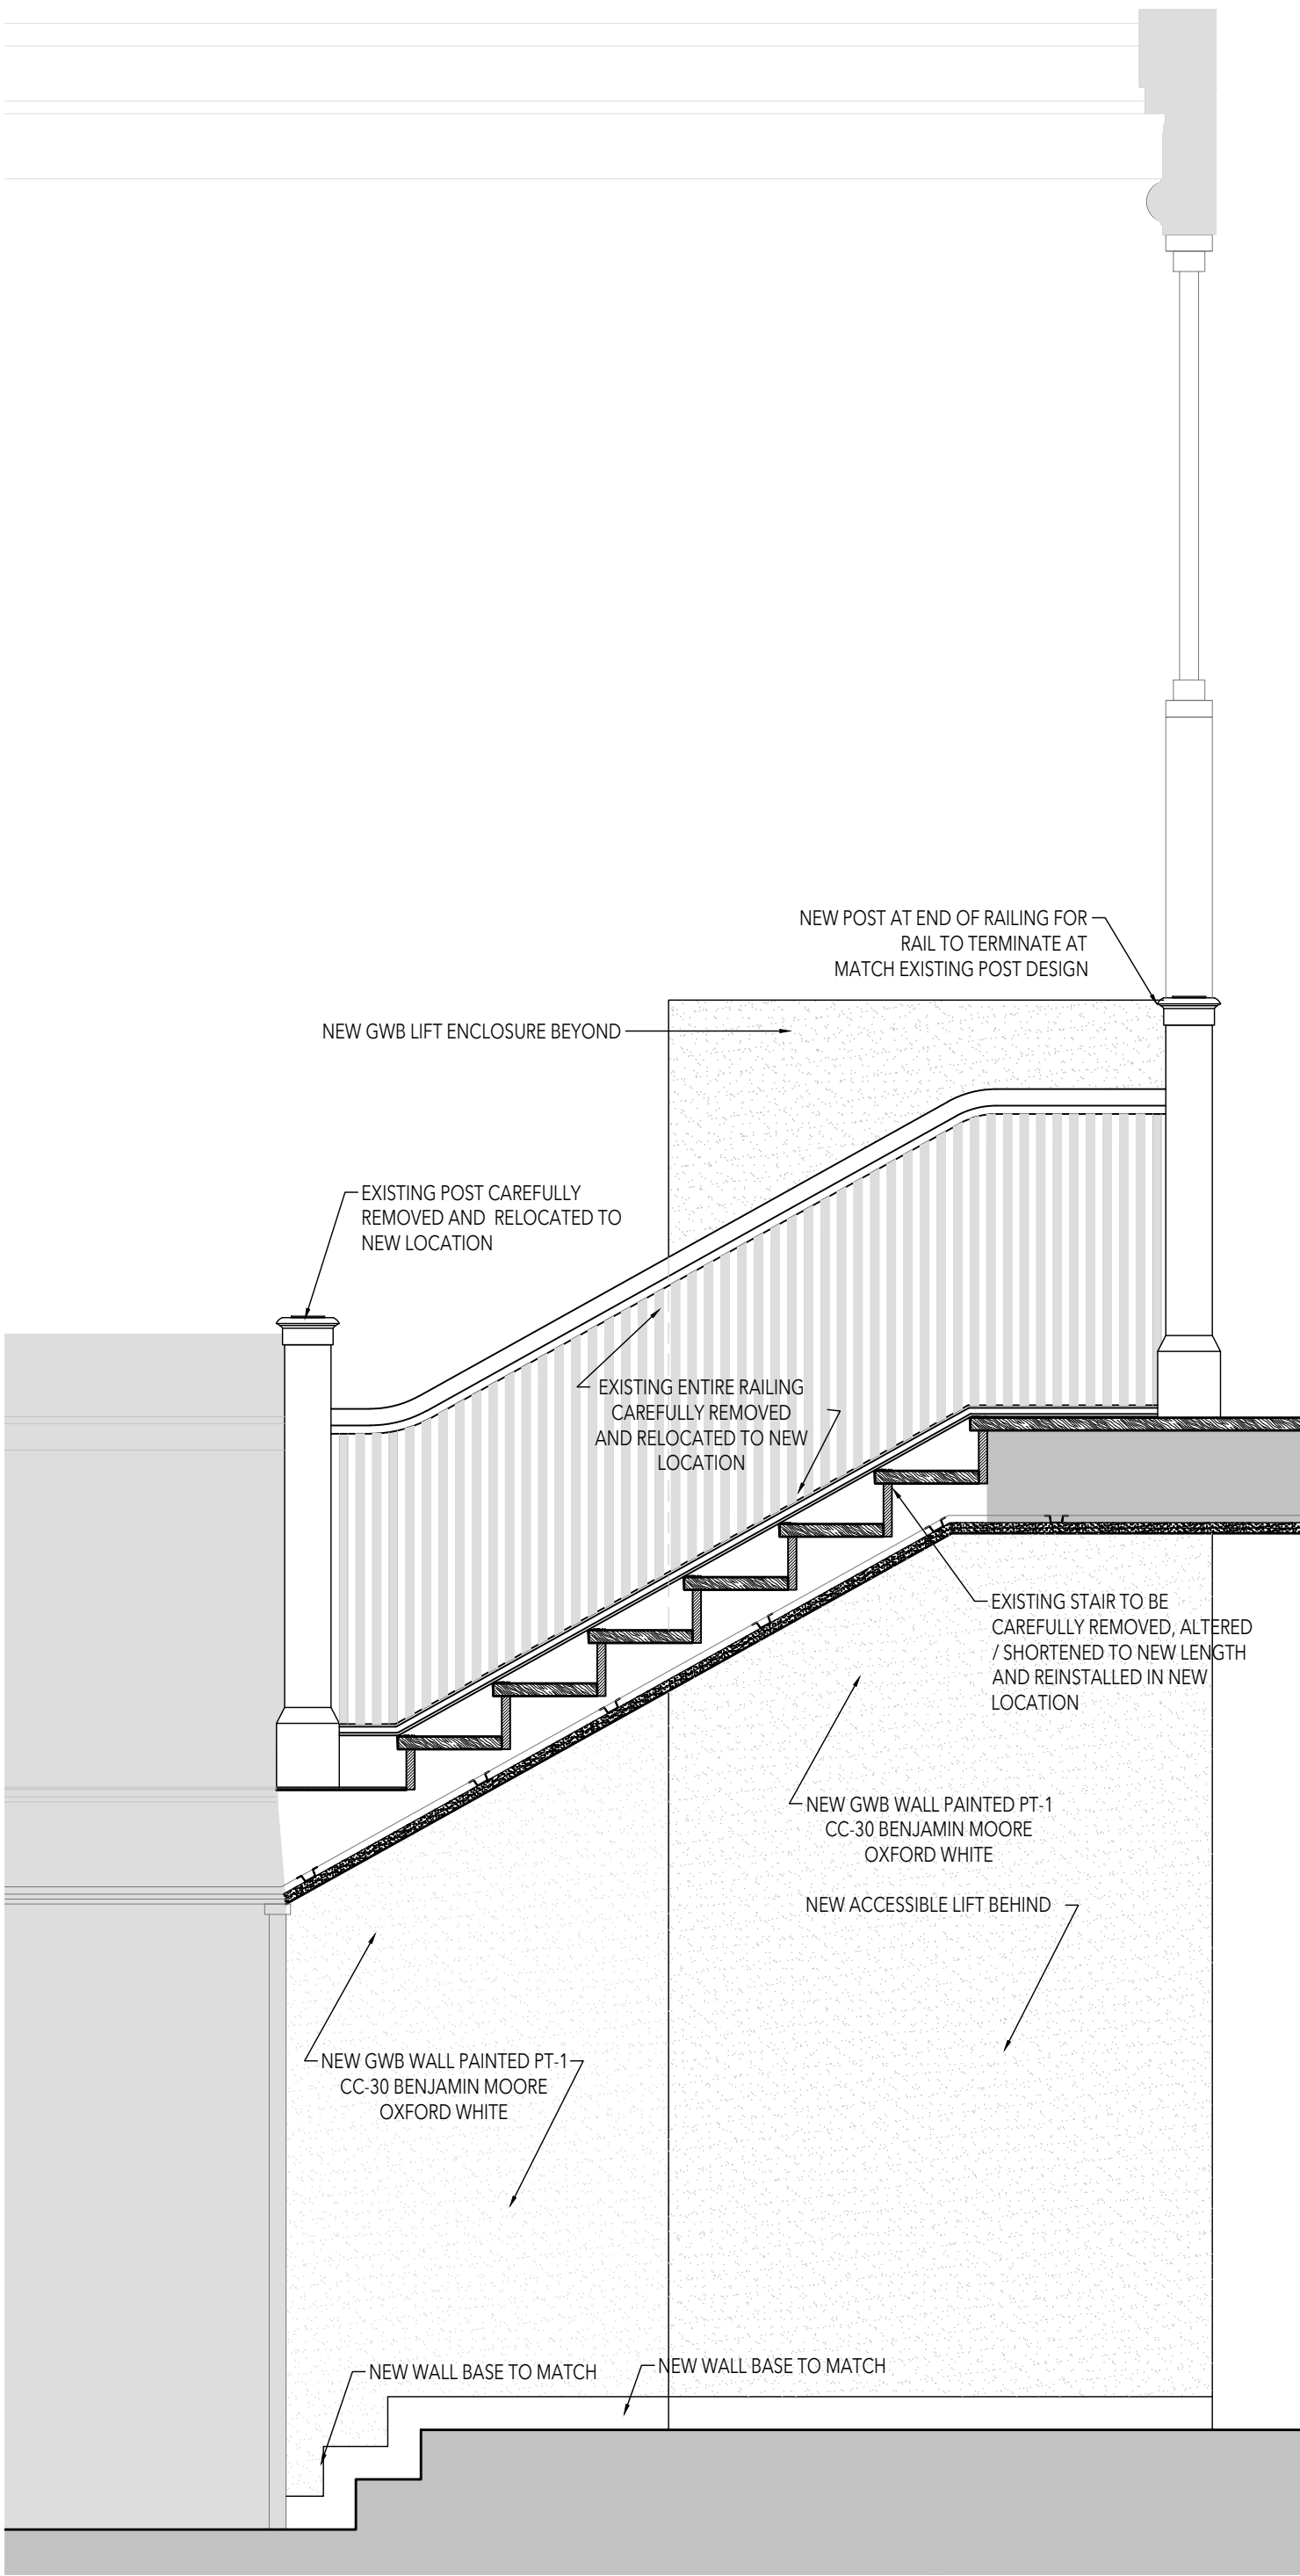 NEW POST AT END OF RAILING FOR
RAIL TO TERMINATE AT
MATCH EXISTING POST DESIGN
NEW GWB LIFT ENCLOSURE BEYOND
EXISTING POST CAREFULLY
REMOVED AND RELOCATED TO
NEW LOCATION
EXISTING ENTIRE RAILING
CAREFULLY REMOVED
AND RELOCATED TO NEW
LOCATION
EXISTING STAIR TO BE
CAREFULLY REMOVED, ALTERED
/ SHORTENED TO NEW LENGTH
AND REINSTALLED IN NEW
LOCATION
NEW GWB WALL PAINTED PT-1
CC-30 BENJAMIN MOORE
OXFORD WHITE
NEW ACCESSIBLE LIFT BEHIND
NEW GWB WALL PAINTED PT-1
CC-30 BENJAMIN MOORE
OXFORD WHITE
NEW WALL BASE TO MATCH
NEW WALL BASE TO MATCH